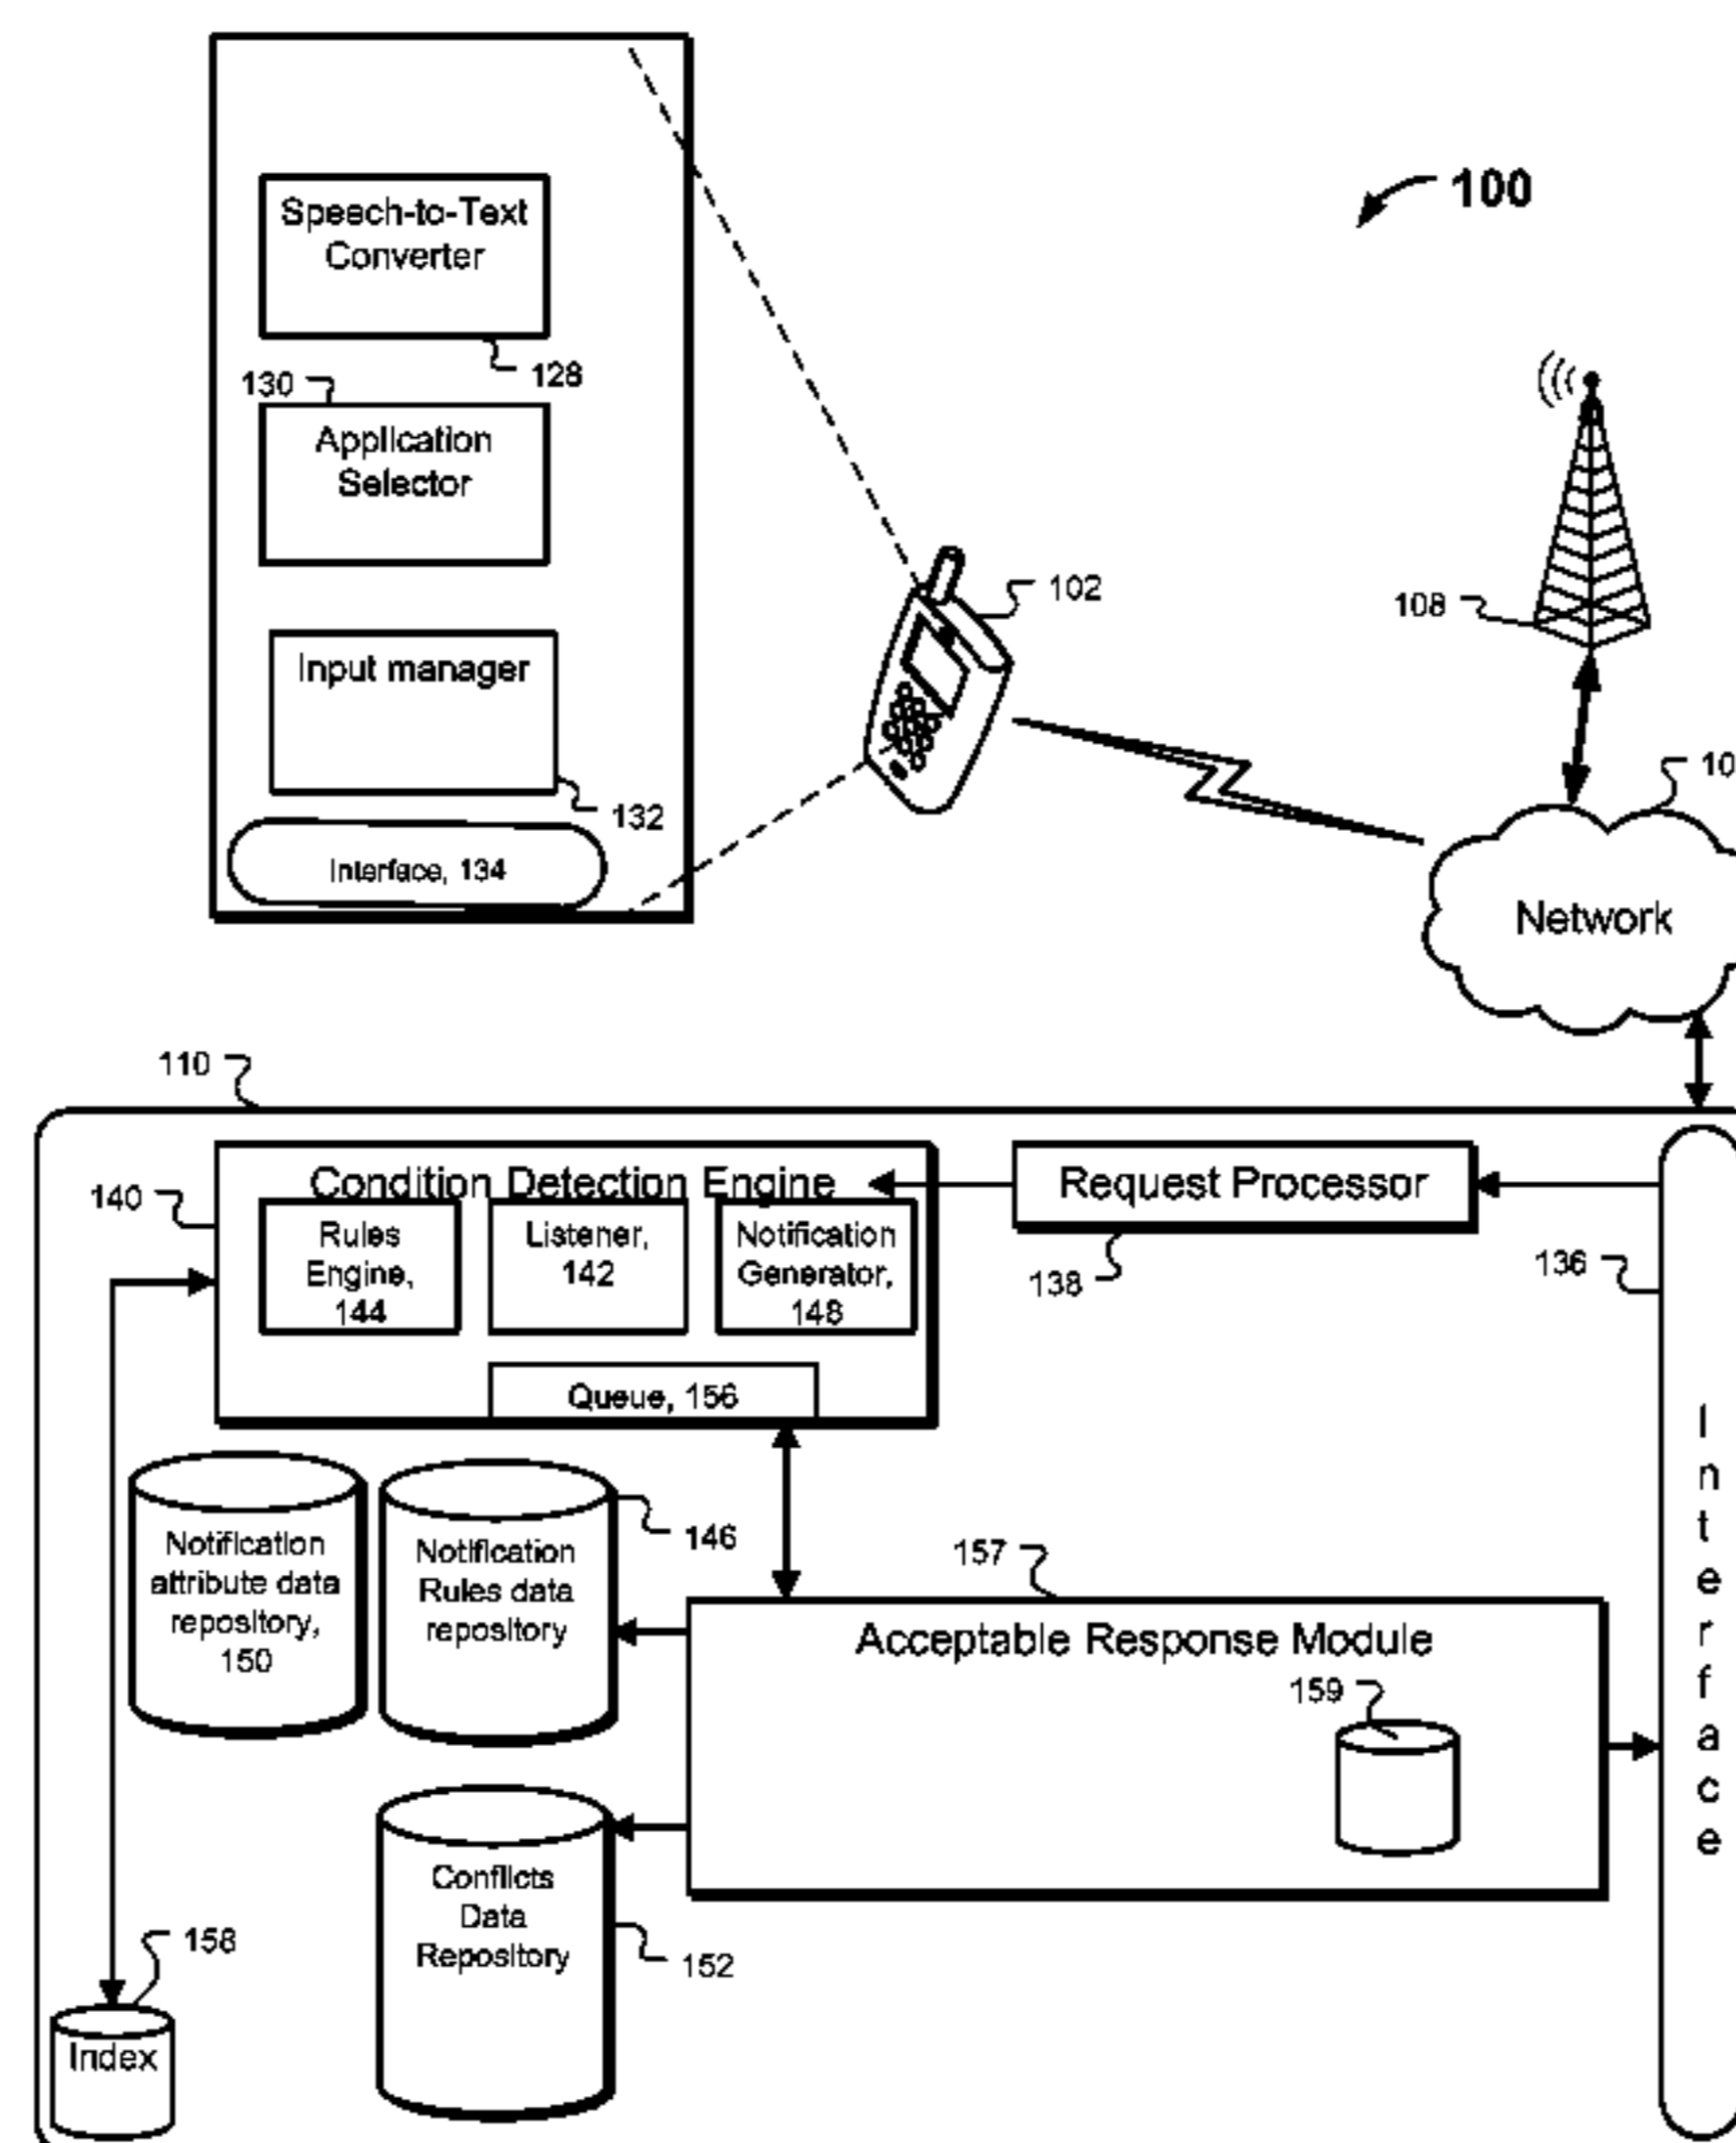 100
Speech-to-Text
Converter
128
130
Application
Selector
102
108
Input manager
132
Interface, 134
Network
110
Condition Detection Engine
Request Processor
140
Rules
Engine,
144
Listener,
142
Notification
Generator,
148
138
136
Queue, 156
Interface
Notification
attribute data
repository,
150
Notification
Rules data
repository
146
157
Acceptable Response Module
159
Conflicts
Data
Repository
152
158
Index